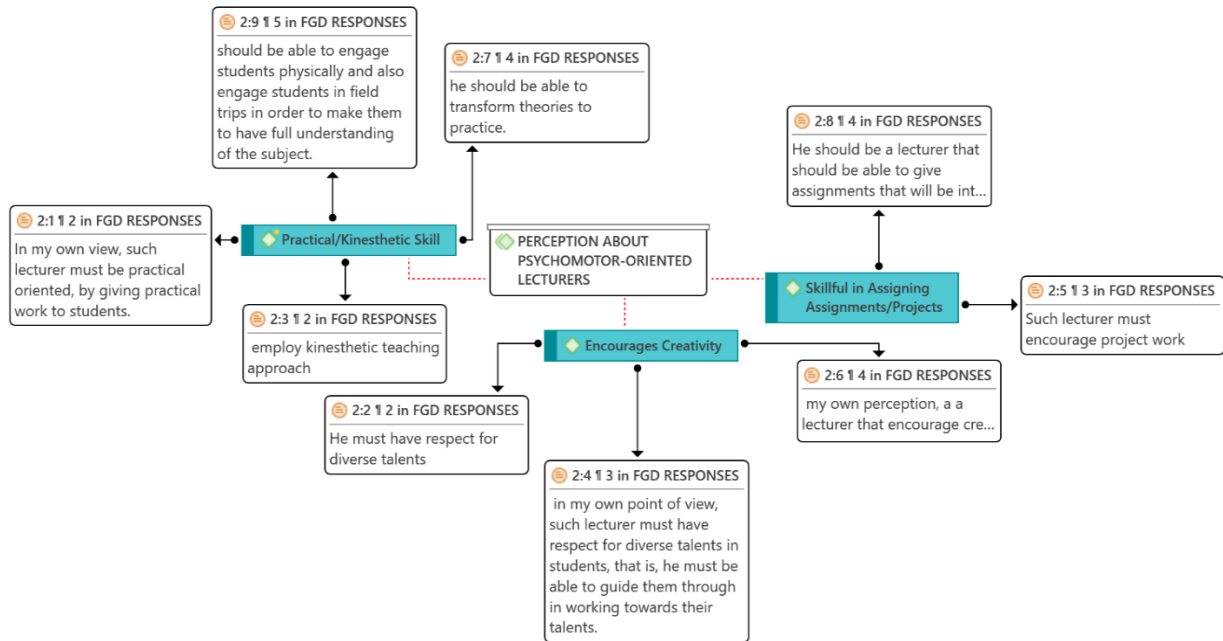 2:9 ¶ 5 in FGD RESPONSES
should be able to engage
students physically and also
engage students in field
trips in order to make them
to have full understanding
of the subject.
2:7 ¶ 4 in FGD RESPONSES
he should be able to
transform theories to
practice.
2:8 ¶ 4 in FGD RESPONSES
He should be a lecturer that
should be able to give
assignments that will be int...
2:1 ¶ 2 in FGD RESPONSES
In my own view, such
lecturer must be practical
oriented, by giving practical
work to students.
Practical/Kinesthetic Skill
PERCEPTION ABOUT
PSYCHOMOTOR-ORIENTED
LECTURERS
Skillful in Assigning
Assignments/Projects
2:5 ¶ 3 in FGD RESPONSES
Such lecturer must
encourage project work
2:3 ¶ 2 in FGD RESPONSES
employ kinesthetic teaching
approach
Encourages Creativity
2:6 ¶ 4 in FGD RESPONSES
my own perception, a a
lecturer that encourage cre...
2:2 ¶ 2 in FGD RESPONSES
He must have respect for
diverse talents
2:4 ¶ 3 in FGD RESPONSES
in my own point of view,
such lecturer must have
respect for diverse talents in
students, that is, he must be
able to guide them through
in working towards their
talents.